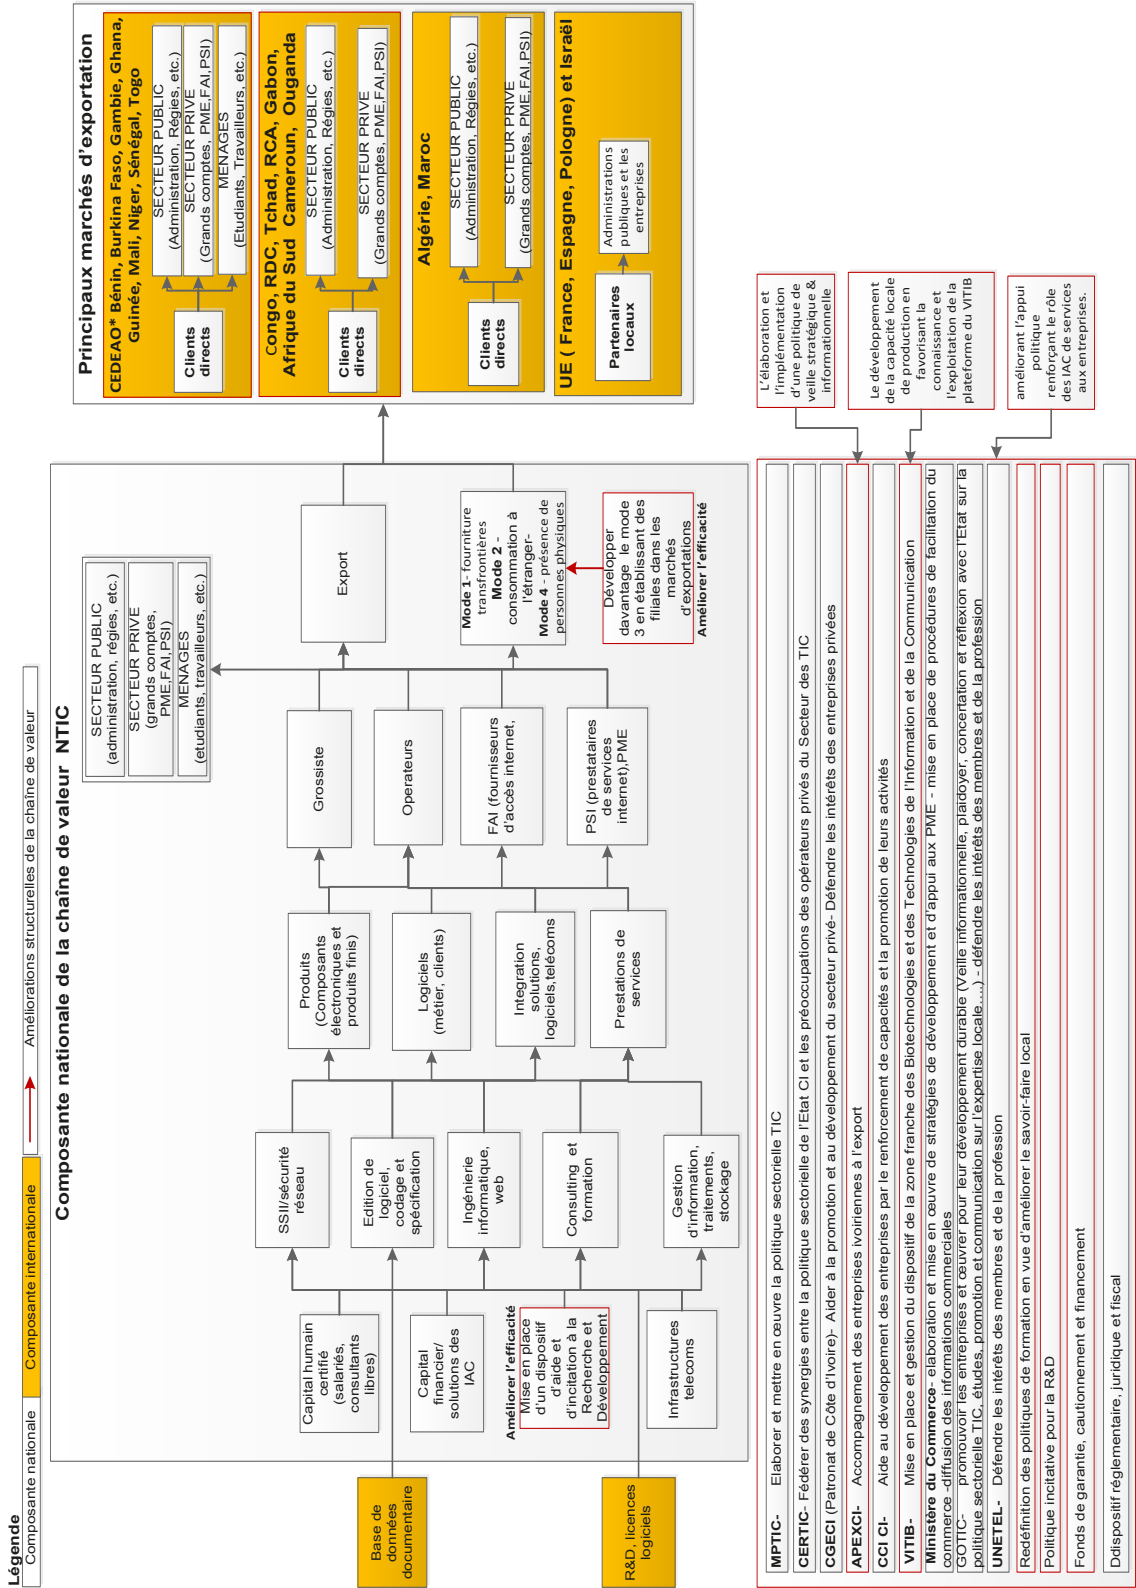 Légende
Composante nationale
Composante internationale
Améliorations structurelles de la chaîne de valeur
Composante nationale de la chaîne de valeur NTIC
Base de
données
documentaire
R&D, licences
logiciels
Capital humain
certifié
(salariés,
consultants
libres)
Capital
financier/
solutions des
IAC
Améliorer l'efficacité
Mise en place
d'un dispositif
d'aide et
d'incitation à la
Recherche et
Développement
Infrastructures
telecoms
SSII/sécurité
réseau
Edition de
logiciel,
codage et
spécification
Ingénierie
informatique,
web
Consulting et
formation
Gestion
d'information,
traitements,
stockage
Produits
(Composants
électroniques et
produits finis)
Logiciels
(métier, clients)
Integration
solutions,
logiciels,telécoms
Prestations de
services
Grossiste
Operateurs
FAI (fournisseurs
d'accès internet,
PSI (prestataires
de services
internet),PME
SECTEUR PUBLIC
(administration, régies, etc.)
SECTEUR PRIVE
(grands comptes,
PME,FAI,PSI)
MENAGES
(etudiants, travailleurs, etc.)
Export
Mode 1- fourniture
transfrontières
Mode 2 -
consommation à
l'étranger-
Mode 4 - présence de
personnes physiques
Développer
davantage le mode
3 en établissant des
filiales dans les
marchés
d'exportations
Améliorer l'efficacité
Principaux marchés d'exportation
CEDEAO* Bénin, Burkina Faso, Gambie, Ghana,
Guinée, Mali, Niger, Sénégal, Togo
Clients
directs
SECTEUR PUBLIC
(Administration, Régies, etc.)
SECTEUR PRIVE
(Grands comptes, PME,FAI,PSI)
MENAGES
(Etudiants, Travailleurs, etc.)
Congo, RDC, Tchad, RCA, Gabon,
Afrique du Sud Cameroun, Ouganda
Clients
directs
SECTEUR PUBLIC
(Administration, Régies, etc.)
SECTEUR PRIVE
(Grands comptes, PME,FAI,PSI)
Algérie, Maroc
Clients
directs
SECTEUR PUBLIC
(Administration, Régies, etc.)
SECTEUR PRIVE
(Grands comptes, PME,FAI,PSI)
UE ( France, Espagne, Pologne) et Israël
Partenaires
locaux
Administrations
publiques et les
entreprises
MPTIC- Elaborer et mettre en œuvre la politique sectorielle TIC
CERTIC- Fédérer des synergies entre la politique sectorielle de l'Etat CI et les préoccupations des opérateurs privés du Secteur des TIC
CGECI (Patronat de Côte d'Ivoire)- Aider à la promotion et au développement du secteur privé- Défendre les intérêts des entreprises privées
APEXCI- Accompagnement des entreprises ivoiriennes à l'export
CCI CI- Aide au développement des entreprises par le renforcement de capacités et la promotion de leurs activités
VITIB- Mise en place et gestion du dispositif de la zone franche des Biotechnologies et des Technologies de l'Information et de la Communication
Ministère du Commerce- elaboration et mise en œuvre de stratégies de développement et d'appui aux PME - mise en place de procédures de facilitation du
commerce -diffusion des informations commerciales
GOTIC- promouvoir les entreprises et œuvrer pour leur développement durable (Veille informationnelle, plaidoyer, concertation et réflexion avec l'Etat sur la
politique sectorielle TIC, études, promotion et communication sur l'expertise locale....) - défendre les intérêts des membres et de la profession
UNETEL- Défendre les intérêts des membres et de la profession
Redéfinition des politiques de formation en vue d'améliorer le savoir-faire local
Politique incitative pour la R&D
Fonds de garantie, cautionnement et financement
Ddispositif réglementaire, juridique et fiscal
L'élaboration et
l'implémentation
d'une politique de
veille stratégique &
informationnelle
Le développement
de la capacité locale
de production en
favorisant la
connaissance et
l'exploitation de la
plateforme du VITIB
améliorant l'appui
politique
renforçant le rôle
des IAC de services
aux entreprises.